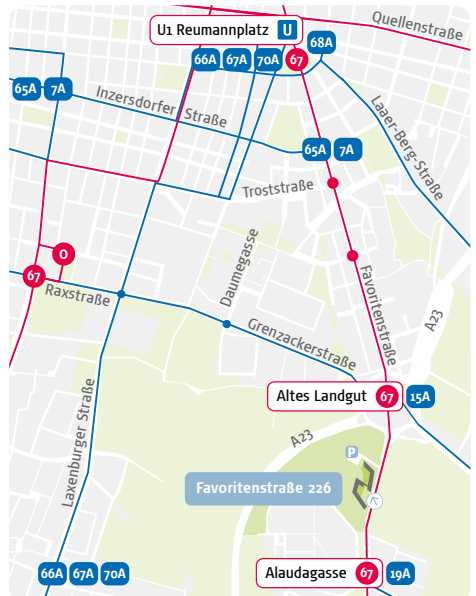 Quellenstraße
U1 Reumannplatz U
68A
66A 67A 70A 67
65A 7A
Inzersdorfer Straße
Laaer-Berg-Straße
65A 7A
Troststraße
Daumegasse
O
67
Raxstraße
Favoritenstraße
Grenzackerstraße
A23
Laxenburger Straße
Altes Landgut 67 15A
A23
P
Favoritenstraße 226
66A 67A 70A
Alaudagasse 67 19A